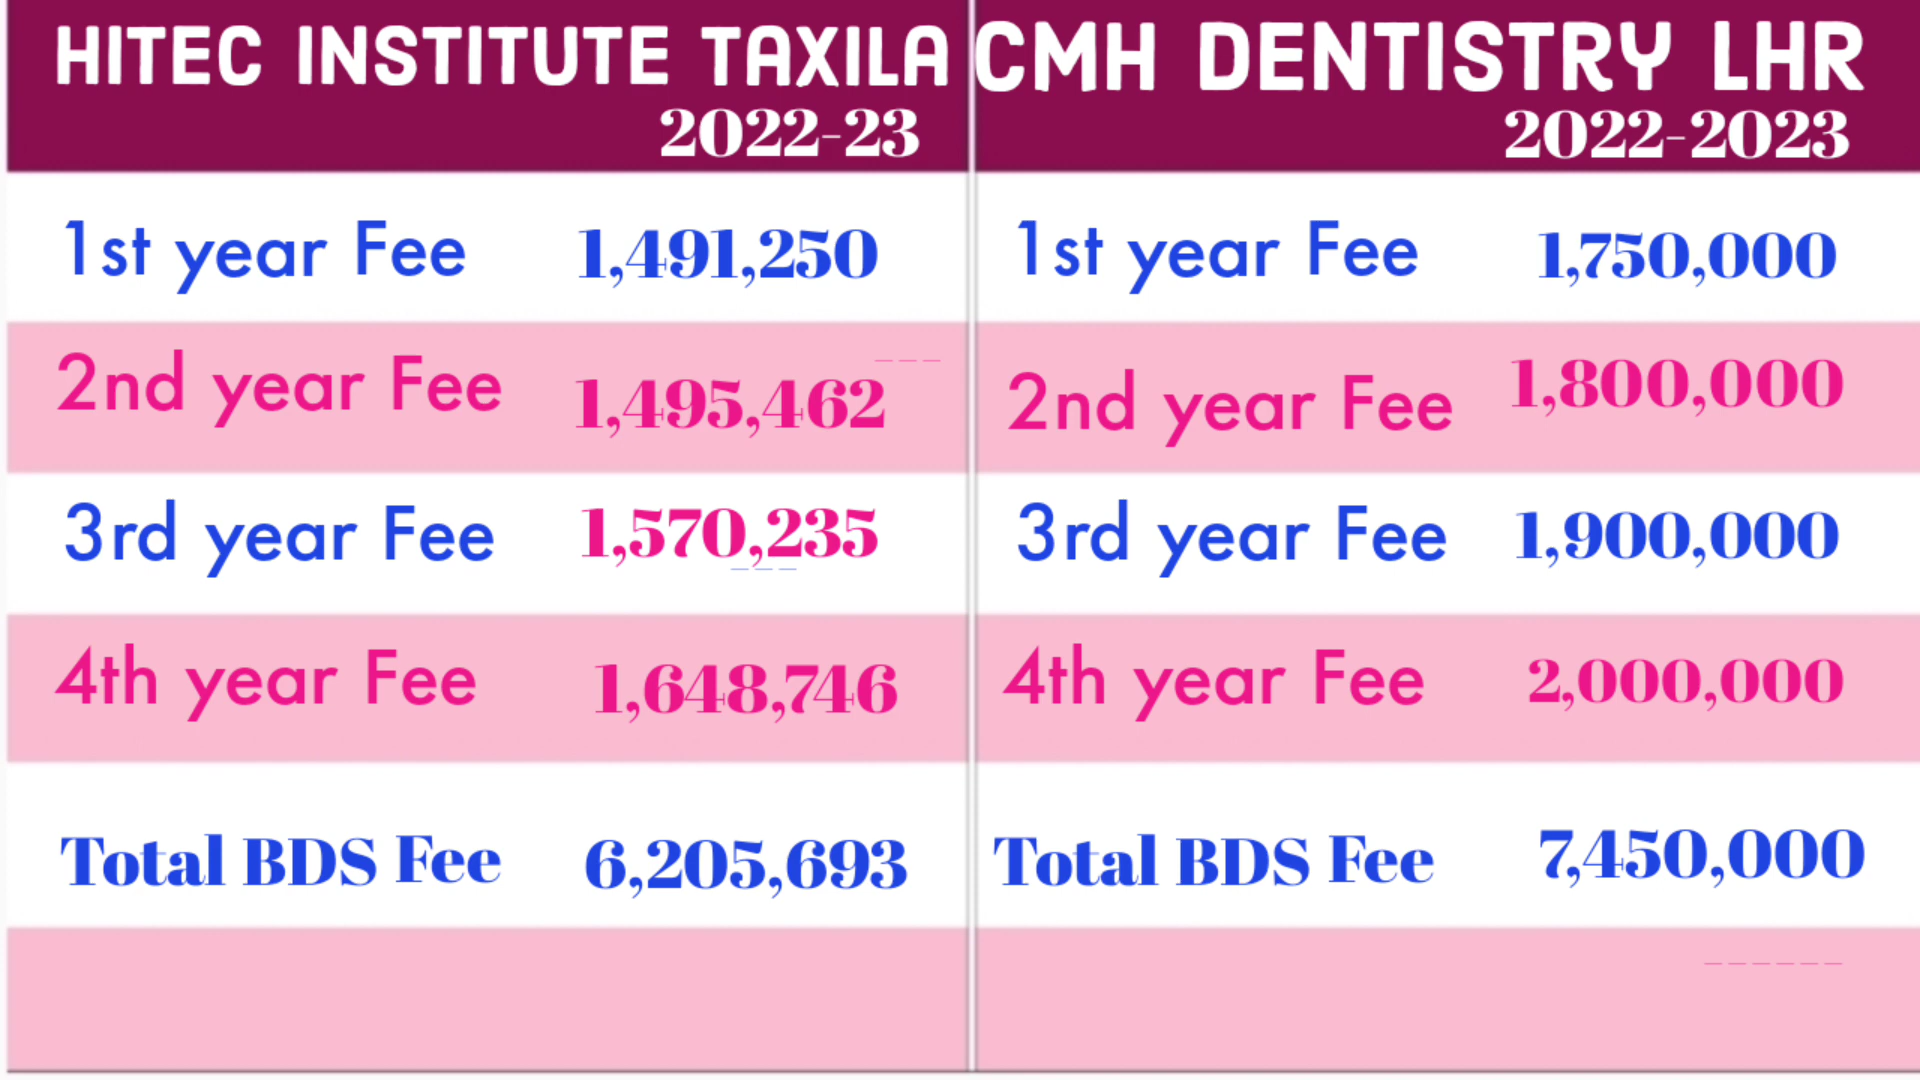 HITEC INSTITUTE TAXILA
2022-23
1st year Fee 1,491,250
2nd year Fee 1,495,462
3rd year Fee 1,570,235
4th year Fee 1,648,746
Total BDS Fee 6,205,693
CMH DENTISTRY LHR
2022-2023
1st year Fee 1,750,000
2nd year Fee 1,800,000
3rd year Fee 1,900,000
4th year Fee 2,000,000
Total BDS Fee 7,450,000